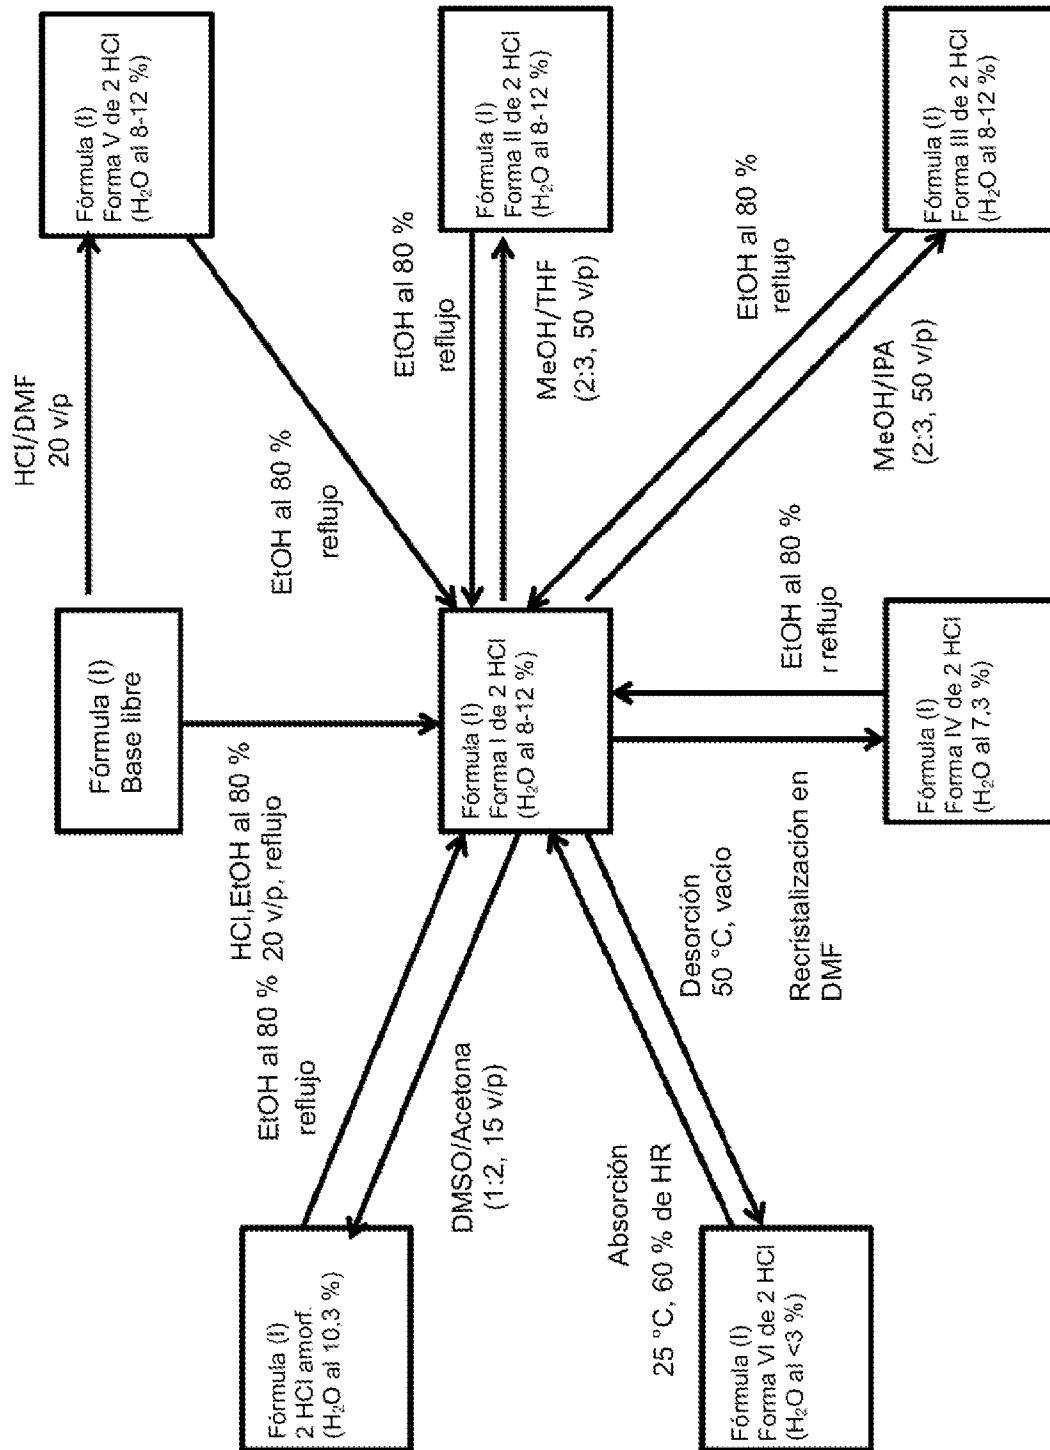 Fórmula (I)
Forma V de 2 HCl
(H₂O al 8-12 %)
Fórmula (I)
Forma II de 2 HCl
(H₂O al 8-12 %)
Fórmula (I)
Forma III de 2 HCl
(H₂O al 8-12 %)
HCl/DMF
20 v/p
EtOH al 80 %
reflujo
EtOH al 80 %
reflujo
MeOH/THF
(2:3, 50 v/p)
EtOH al 80 %
reflujo
MeOH/IPA
(2:3, 50 v/p)
Fórmula (I)
Base libre
HCl,EtOH al 80 %
20 v/p, reflujo
Fórmula (I)
Forma I de 2 HCl
(H₂O al 8-12 %)
EtOH al 80 %
r reflujo
Fórmula (I)
Forma IV de 2 HCl
(H₂O al 7,3 %)
EtOH al 80 %
reflujo
DMSO/Acetona
(1:2, 15 v/p)
Desorción
50 °C, vacío
Recristalización en
DMF
Absorción
25 °C, 60 % de HR
Fórmula (I)
2 HCl amorf.
(H₂O al 10,3 %)
Fórmula (I)
Forma VI de 2 HCl
(H₂O al <3 %)